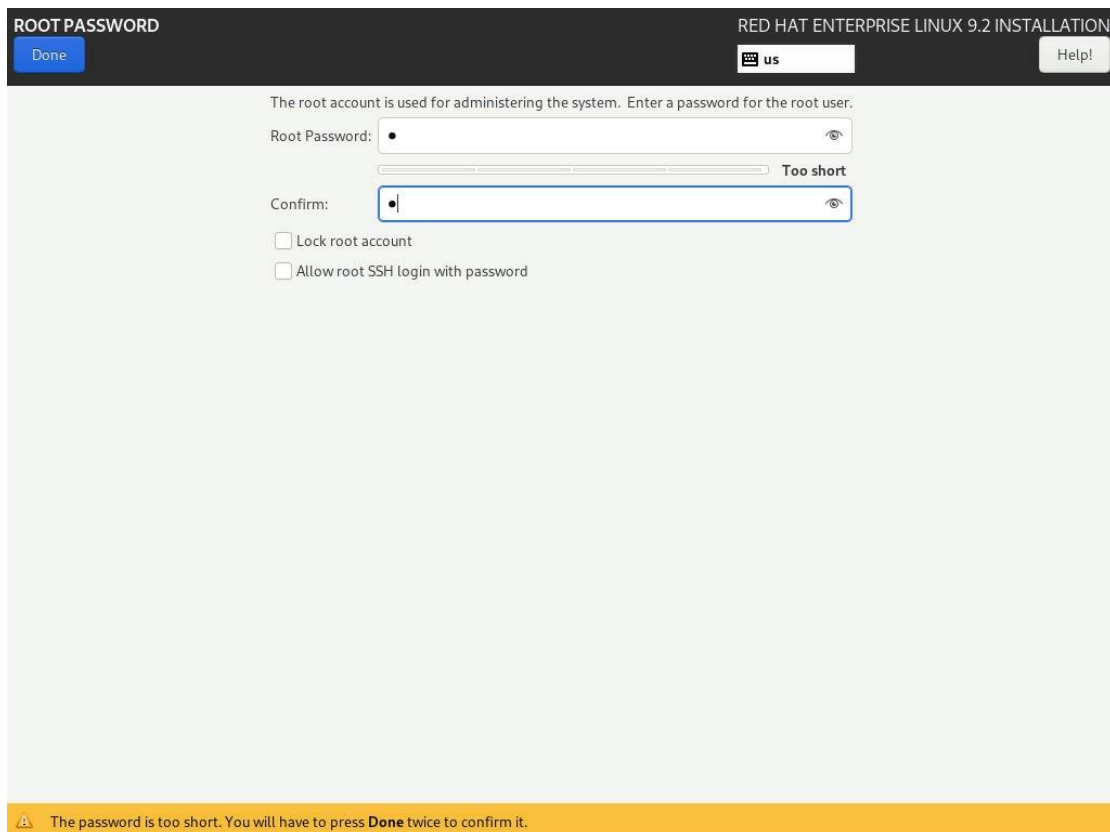 ROOT PASSWORD
RED HAT ENTERPRISE LINUX 9.2 INSTALLATION
Done
us
Help!
The root account is used for administering the system. Enter a password for the root user.
Root Password:
Too short
Confirm:
Lock root account
Allow root SSH login with password
The password is too short. You will have to press Done twice to confirm it.